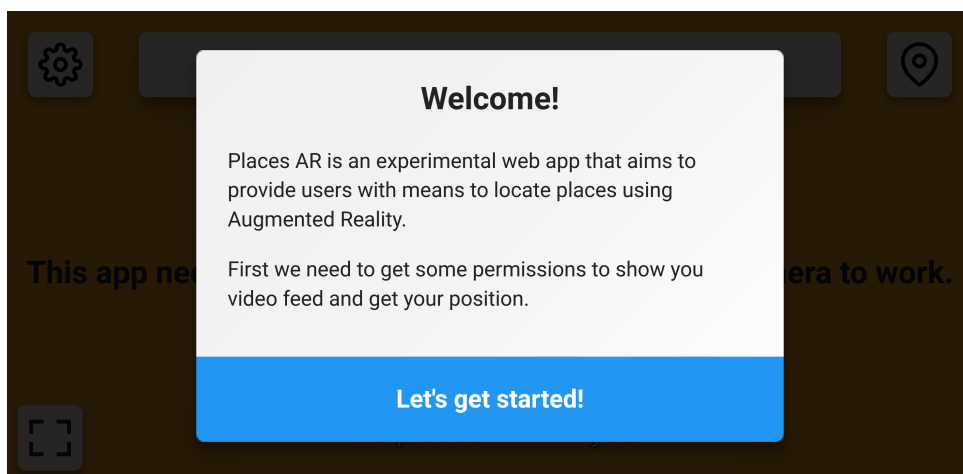 Welcome!
Places AR is an experimental web app that aims to
provide users with means to locate places using
Augmented Reality.
First we need to get some permissions to show you
video feed and get your position.
This app to work.
Let's get started!